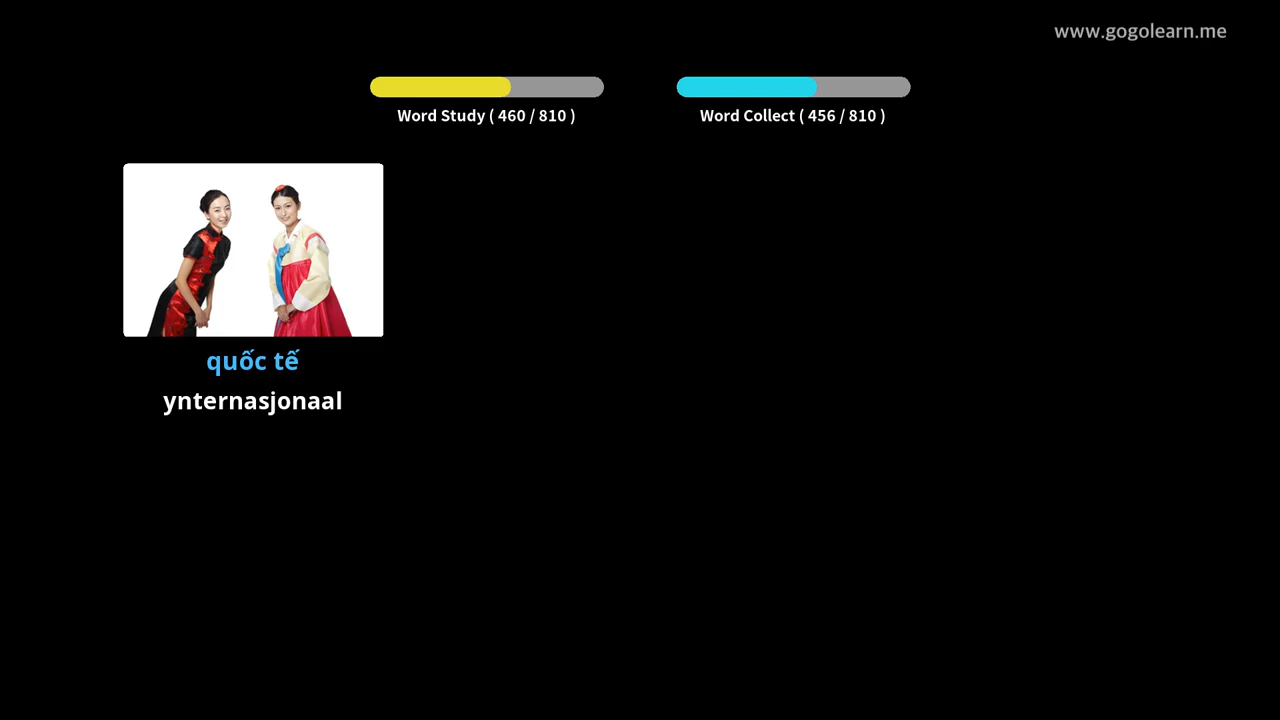 www.gogolearn.me
Word Study ( 460 / 810 )
Word Collect ( 456 / 810 )
quốc tế
ynternasjonaal